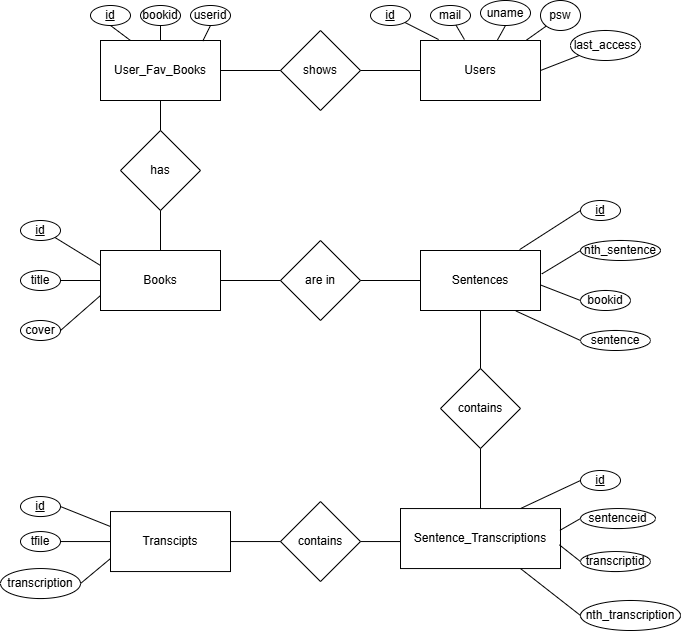 id
bookid
userid
id
mail
uname
psw
last_access
User_Fav_Books
shows
Users
has
id
title
cover
Books
are in
Sentences
id
nth_sentence
bookid
sentence
contains
id
tfile
transcription
Transcipts
contains
Sentence_Transcriptions
id
sentenceid
transcriptid
nth_transcription